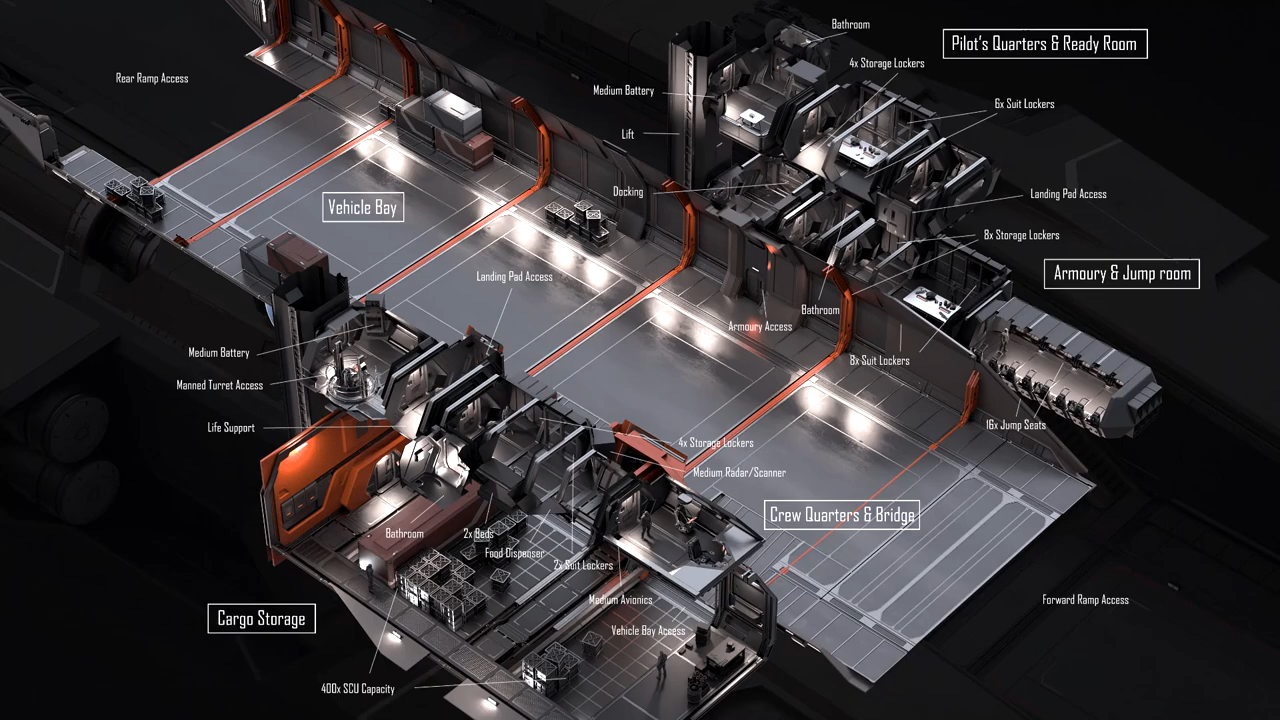 Bathroom
Pilot's Quarters & Ready Room
4x Storage Lockers
Rear Ramp Access
Medium Battery
6x Suit Lockers
Lift
Docking
Landing Pad Access
Vehicle Bay
8x Storage Lockers
Landing Pad Access
Armoury & Jump room
Bathroom
Armoury Access
Medium Battery
8x Suit Lockers
Manned Turret Access
Life Support
16x Jump Seats
4x Storage Lockers
Medium Radar/Scanner
Crew Quarters & Bridge
Bathroom
2x Beds
Food Dispenser
2x Suit Lockers
Medium Avionics
Forward Ramp Access
Cargo Storage
Vehicle Bay Access
400x SCU Capacity